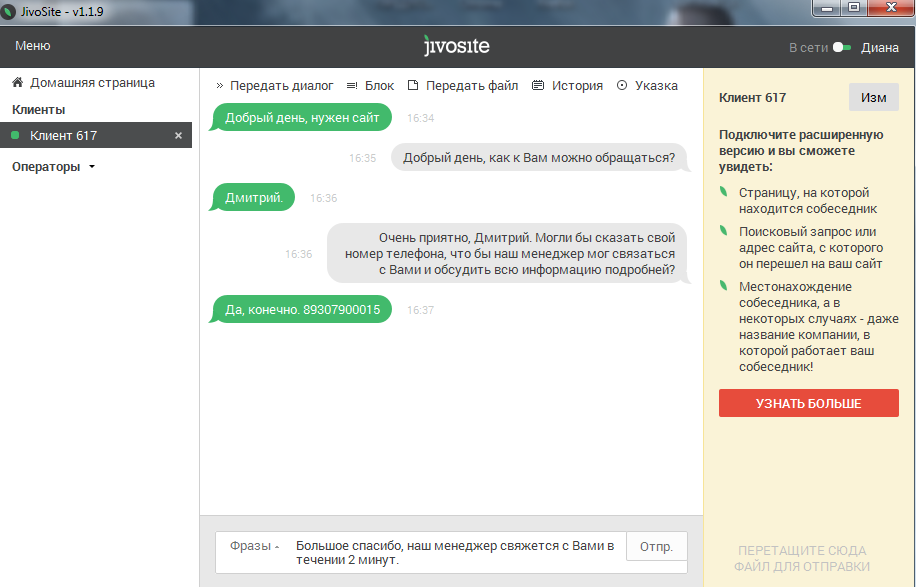 JivoSite - v1.1.9
Меню
jivosite
В сети
Диана
Домашняя страница
Клиенты
Клиент 617
Операторы
» Передать диалог
Блок
Передать файл
История
Указка
Добрый день, нужен сайт
16:34
16:35
Добрый день, как к Вам можно обращаться?
Дмитрий.
16:36
16:36
Очень приятно, Дмитрий. Могли бы сказать свой
номер телефона, что бы наш менеджер мог связаться
с Вами и обсудить всю информацию подробней?
Да, конечно. 89307900015
16:37
Фразы
Большое спасибо, наш менеджер свяжется с Вами в
течении 2 минут.
Отпр.
Клиент 617
Изм
Подключите расширенную
версию и вы сможете
увидеть:
Страницу, на которой
находится собеседник
Поисковый запрос или
адрес сайта, с которого
он перешел на ваш сайт
Местонахождение
собеседника, а в
некоторых случаях - даже
название компании, в
которой работает ваш
собеседник!
УЗНАТЬ БОЛЬШЕ
ПЕРЕТАЩИТЕ СЮДА
ФАЙЛ ДЛЯ ОТПРАВКИ